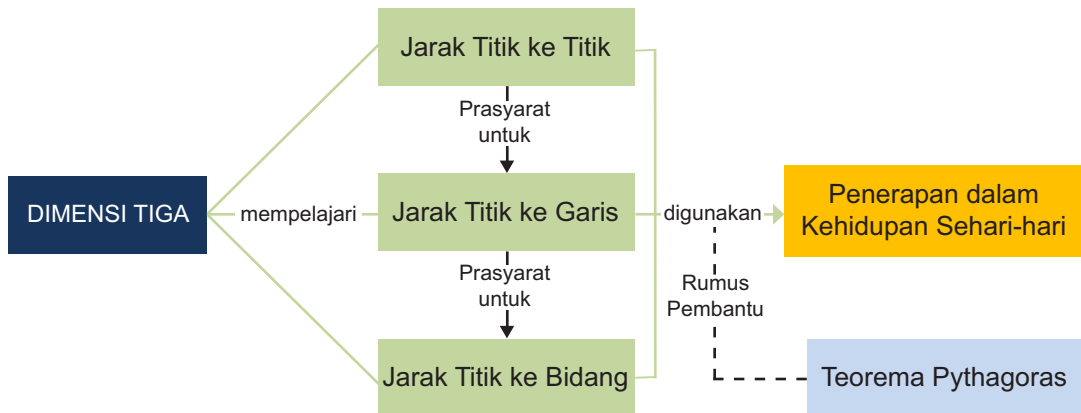 DIMENSI TIGA
mempelajari
Jarak Titik ke Titik
Prasyarat
untuk
Jarak Titik ke Garis
Prasyarat
untuk
Jarak Titik ke Bidang
digunakan
Penerapan dalam
Kehidupan Sehari-hari
Rumus
Pembantu
Teorema Pythagoras